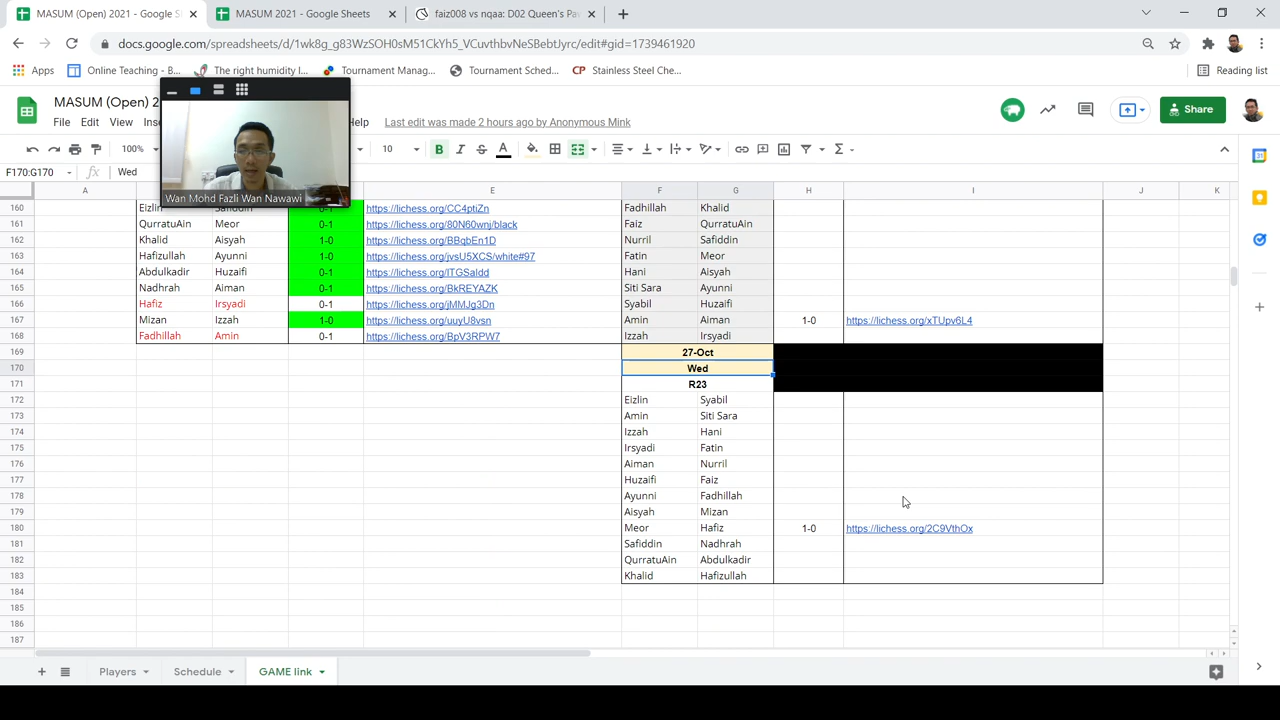 MASUM (Open) 2021 - Google S
MASUM 2021 - Google Sheets
faiz008 vs nqaa: D02 Queen's Pa
docs.google.com/spreadsheets/d/1wk8g_g83WzSOH0sM51CkYh5_VCuvthbvNeSBebtJyrc/edit#gid=1739461920
Apps
Online Teaching - B...
The right humidity l...
Tournament Manag...
Tournament Sched...
CP Stainless Steel Che...
Reading list
MASUM (Open) 2
File Edit View Ins
Help
Last edit was made 2 hours ago by Anonymous Mink
Share
100%
10
B I S A
F170:G170 fx Wed
Wan Mohd Fazli Wan Nawawi
A E F G H I J K
160 Eizlin Safiddin 0-1 https://lichess.org/CC4ptiZn Fadhillah Khalid
161 QurratuAin Meor 0-1 https://lichess.org/80N60wnj/black Faiz QurratuAin
162 Khalid Aisyah 1-0 https://lichess.org/BBqbEn1D Nurril Safiddin
163 Hafizullah Ayunni 1-0 https://lichess.org/jvsU5XCS/white#97 Fatin Meor
164 Abdulkadir Huzaifi 0-1 https://lichess.org/lTGSaldd Hani Aisyah
165 Nadhrah Aiman 0-1 https://lichess.org/BkREYAZK Siti Sara Ayunni
166 Hafiz Irsyadi 0-1 https://lichess.org/jMMJg3Dn Syabil Huzaifi
167 Mizan Izzah 1-0 https://lichess.org/uuyU8vsn Amin Aiman 1-0 https://lichess.org/xTUpv6L4
168 Fadhillah Amin 0-1 https://lichess.org/BpV3RPW7 Izzah Irsyadi
169 27-Oct
170 Wed
171 R23
172 Eizlin Syabil
173 Amin Siti Sara
174 Izzah Hani
175 Irsyadi Fatin
176 Aiman Nurril
177 Huzaifi Faiz
178 Ayunni Fadhillah
179 Aisyah Mizan
180 Meor Hafiz 1-0 https://lichess.org/2C9VthOx
181 Safiddin Nadhrah
182 QurratuAin Abdulkadir
183 Khalid Hafizullah
184
185
186
187
Players
Schedule
GAME link